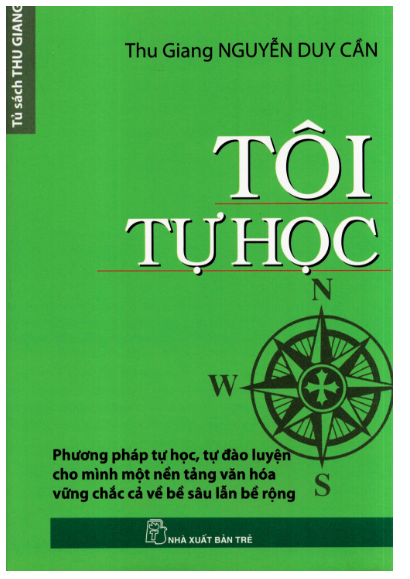 Tủ sách THU GIANG
Thu Giang NGUYỄN DUY CẦN
TÔI
TỰ HỌC
N
W
S
Phương pháp tự học, tự đào luyện
cho mình một nền tảng văn hóa
vững chắc cả về bề sâu lẫn bề rộng
NHÀ XUẤT BẢN TRẺ